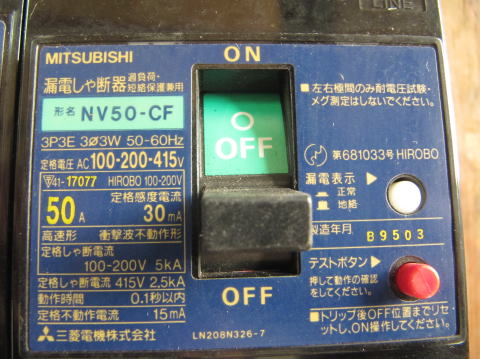 LINE
MITSUBISHI
ON
漏電しゃ断器 過負荷・短絡保護兼用
形名 NV50-CF
3P3E 3φ3W 50-60Hz
定格電圧 AC100-200-415V
41-17077 HIROBO 100-200V
定格感度電流
50A 30mA
高速形 衝撃波不動作形
定格しゃ断電流
100-200V 5kA
定格しゃ断電流 415V 2.5kA
動作時間 0.1秒以内
定格不動作電流 15mA
三菱電機株式会社
OFF
OFF
LN208N326-7
■左右極間のみ耐電圧試験・
メグ測定はしないでください。
第681033号 HIROBO
漏電表示
正常
地絡
製造年月 B9503
テストボタン
押して動作の確認
をしてください。
■トリップ後OFF位置までリセ
ットし、ON操作してください。